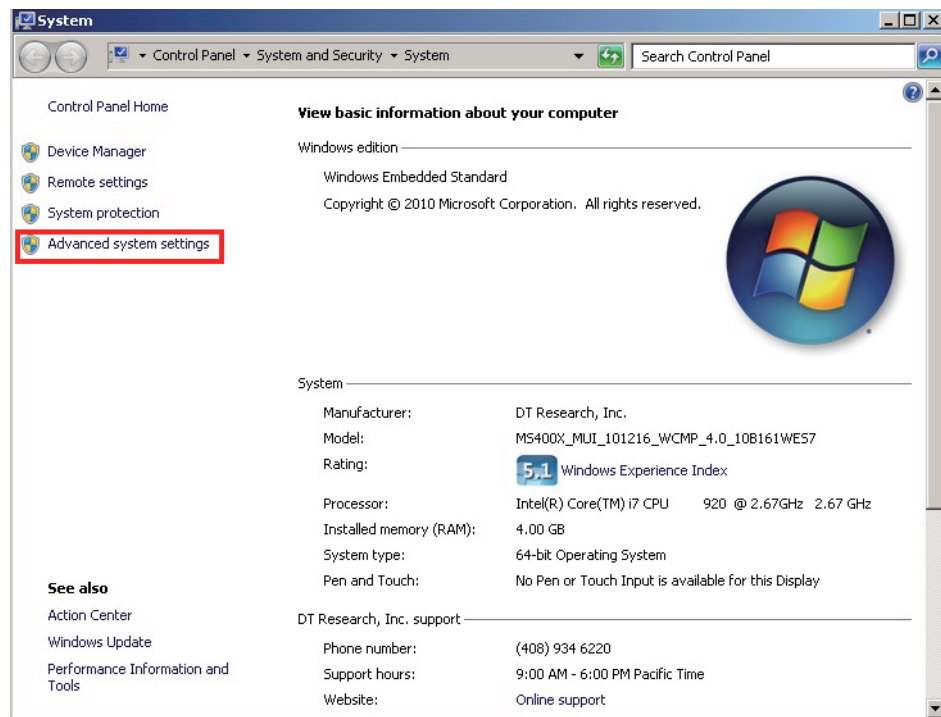 System
Control Panel System and Security System
Search Control Panel
Control Panel Home
Device Manager
Remote settings
System protection
Advanced system settings
See also
Action Center
Windows Update
Performance Information and
Tools
View basic information about your computer
Windows edition
Windows Embedded Standard
Copyright © 2010 Microsoft Corporation. All rights reserved.
System
Manufacturer: DT Research, Inc.
Model: MS400X_MUI_101216_WCMP_4.0_10B161WES7
Rating: 5.1 Windows Experience Index
Processor: Intel(R) Core(TM) i7 CPU 920 @ 2.67GHz 2.67 GHz
Installed memory (RAM): 4.00 GB
System type: 64-bit Operating System
Pen and Touch: No Pen or Touch Input is available for this Display
DT Research, Inc. support
Phone number: (408) 934 6220
Support hours: 9:00 AM - 6:00 PM Pacific Time
Website: Online support